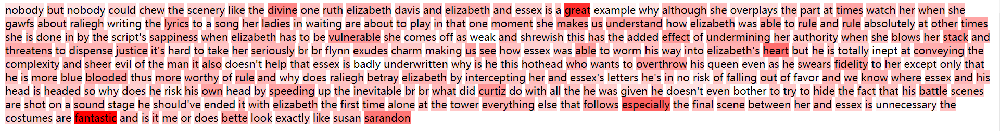 nobody but nobody could chew the scenery like the divine one ruth elizabeth davis and elizabeth and essex is a great example why although she overplays the part at times watch her when she
gawfs about raliegh writing the lyrics to a song her ladies in waiting are about to play in that one moment she makes us understand how elizabeth was able to rule and rule absolutely at other times
she is done in by the script's sappiness when elizabeth has to be vulnerable she comes off as weak and shrewish this has the added effect of undermining her authority when she blows her stack and
threatens to dispense justice it's hard to take her seriously br br flynn exudes charm making us see how essex was able to worm his way into elizabeth's heart but he is totally inept at conveying the
complexity and sheer evil of the man it also doesn't help that essex is badly underwritten why is he this hothead who wants to overthrow his queen even as he swears fidelity to her except only that
he is more blue blooded thus more worthy of rule and why does raliegh betray elizabeth by intercepting her and essex's letters he's in no risk of falling out of favor and we know where essex and his
head is headed so why does he risk his own head by speeding up the inevitable br br what did curtiz do with all the he was given he doesn't even bother to try to hide the fact that his battle scenes
are shot on a sound stage he should've ended it with elizabeth the first time alone at the tower everything else that follows especially the final scene between her and essex is unnecessary the
costumes are fantastic and is it me or does bette look exactly like susan sarandon